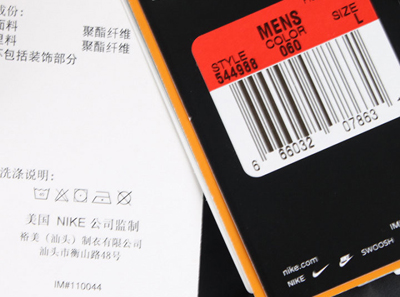 成份:
面料 聚酯纤维
里料 聚酯纤维
不包括装饰部分
洗涤说明:
美国 NIKE 公司监制
裕美(汕头)制衣有限公司
汕头市衡山路48号
IM#110044
MENS
SIZE
L
STYLE
COLOR
544988
060
6 66032 07863
nike.com
NIKE
SWOOSH
IM#